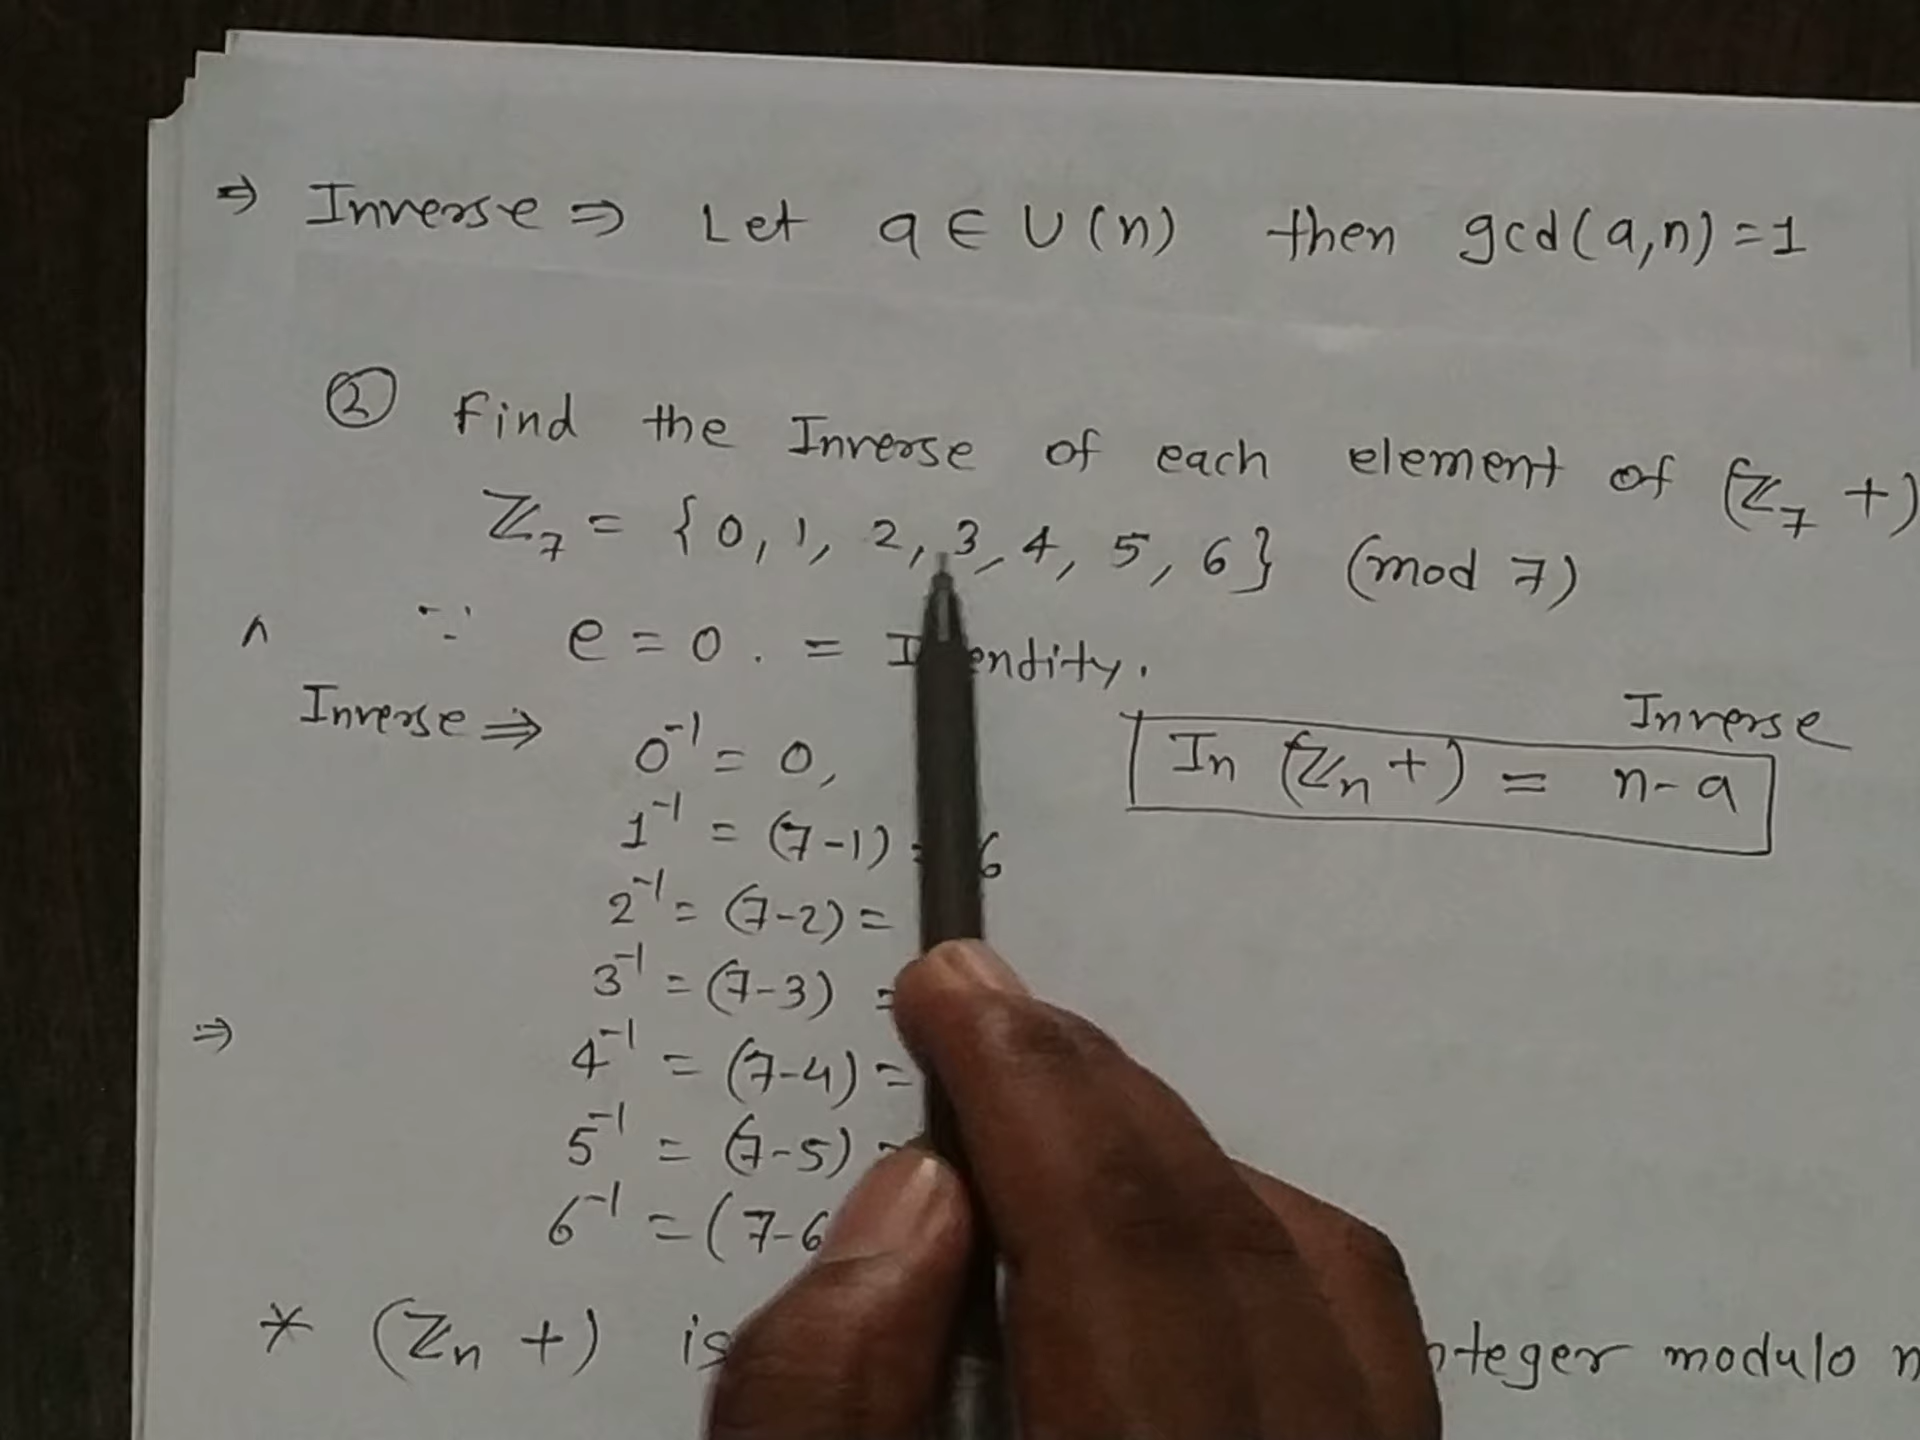 ⇒ Inverse ⇒ Let a ∈ U(n) then gcd(a,n)=1
② Find the Inverse of each element of (ℤ₇ +)
ℤ₇ = {0, 1, 2, 3, 4, 5, 6} (mod 7)
∵ e = 0 . =
Inverse ⇒ 0⁻¹ = 0,
1⁻¹ = (7-1) = 6
2⁻¹ = (7-2) =
3⁻¹ = (7-3) =
4⁻¹ = (7-4) =
5⁻¹ = (7-5)
6⁻¹ = (7-6
Inverse
In (ℤn +) = n-a
⇒
* (ℤn +) is modulo n